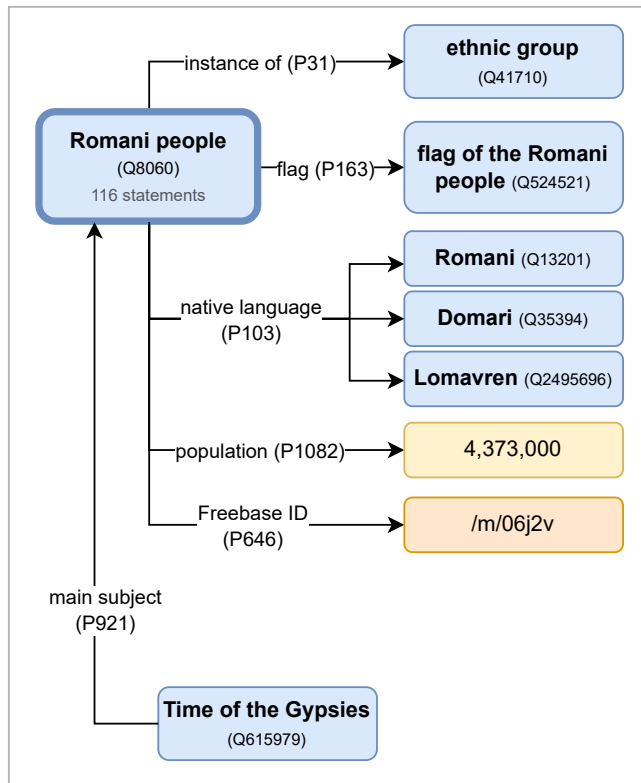 instance of (P31)
ethnic group
(Q41710)
Romani people
(Q8060)
116 statements
flag (P163)
flag of the Romani
people (Q524521)
native language
(P103)
Romani (Q13201)
Domari (Q35394)
Lomavren (Q2495696)
population (P1082)
4,373,000
Freebase ID
(P646)
/m/06j2v
main subject
(P921)
Time of the Gypsies
(Q615979)